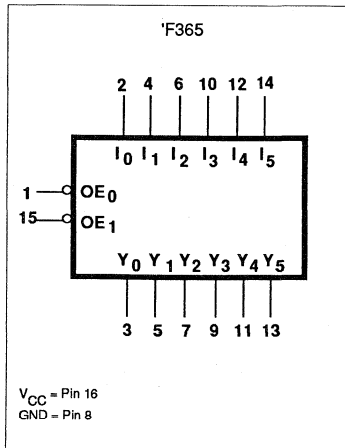 'F365
2 4 6 10 12 14
I0 I1 I2 I3 I4 I5
1 OE0
15 OE1
Y0 Y1 Y2 Y3 Y4 Y5
3 5 7 9 11 13
VCC = Pin 16
GND = Pin 8